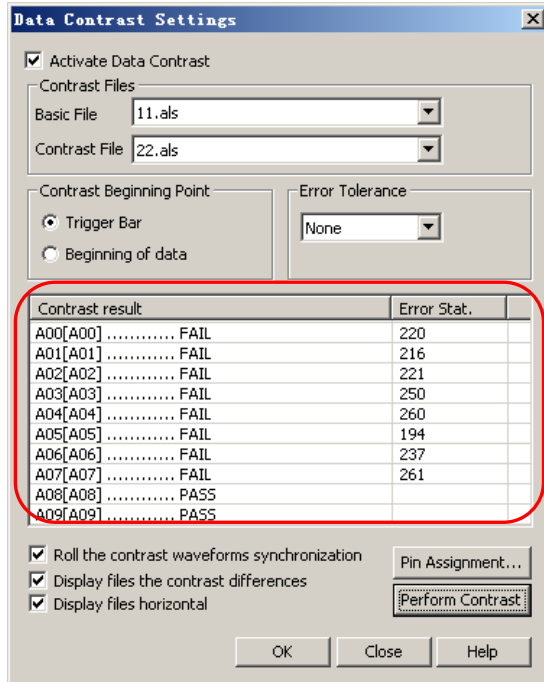 Data Contrast Settings
Activate Data Contrast
Contrast Files
Basic File 11.als
Contrast File 22.als
Contrast Beginning Point Error Tolerance
Trigger Bar None
Beginning of data
Contrast result Error Stat.
A00[A00] ............ FAIL 220
A01[A01] ............ FAIL 216
A02[A02] ............ FAIL 221
A03[A03] ............ FAIL 250
A04[A04] ............ FAIL 260
A05[A05] ............ FAIL 194
A06[A06] ............ FAIL 237
A07[A07] ............ FAIL 261
A08[A08] ............ PASS
A09[A09] ............ PASS
Roll the contrast waveforms synchronization
Pin Assignment...
Display files the contrast differences
Display files horizontal
Perform Contrast
OK Close Help